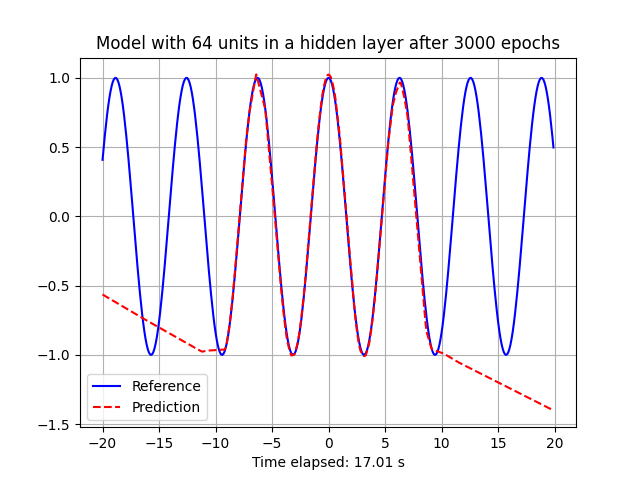 Model with 64 units in a hidden layer after 3000 epochs
1.0
0.5
0.0
−0.5
−1.0
−1.5
Reference
Prediction
−20 −15 −10 −5 0 5 10 15 20
Time elapsed: 17.01 s